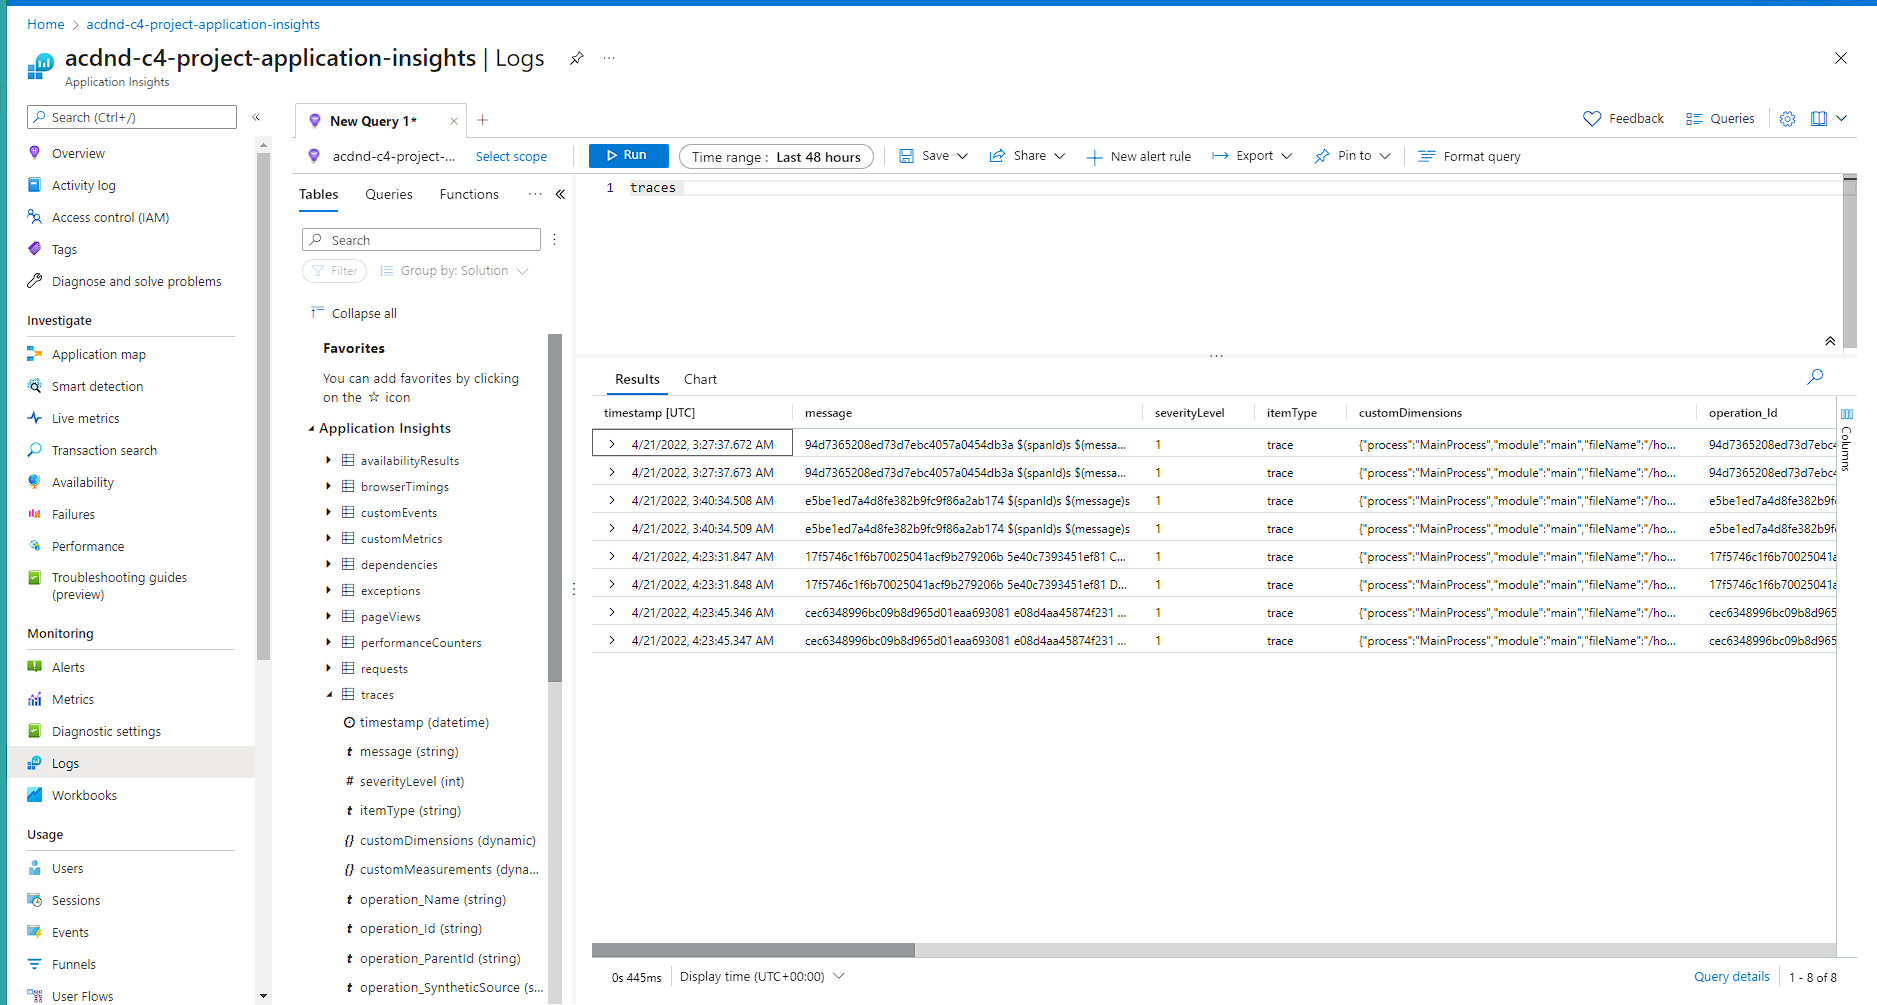 Home > acdnd-c4-project-application-insights
acdnd-c4-project-application-insights | Logs
Application Insights
Search (Ctrl+/)
Overview
Activity log
Access control (IAM)
Tags
Diagnose and solve problems
Investigate
Application map
Smart detection
Live metrics
Transaction search
Availability
Failures
Performance
Troubleshooting guides
(preview)
Monitoring
Alerts
Metrics
Diagnostic settings
Logs
Workbooks
Usage
Users
Sessions
Events
Funnels
User Flows
New Query 1*
Feedback
Queries
acdnd-c4-project-...
Select scope
Run
Time range : Last 48 hours
Save
Share
New alert rule
Export
Pin to
Format query
Tables
Queries
Functions
Search
Filter
Group by: Solution
Collapse all
Favorites
You can add favorites by clicking
on the ☆ icon
Application Insights
availabilityResults
browserTimings
customEvents
customMetrics
dependencies
exceptions
pageViews
performanceCounters
requests
traces
timestamp (datetime)
t message (string)
# severityLevel (int)
t itemType (string)
{} customDimensions (dynamic)
{} customMeasurements (dyna...
t operation_Name (string)
t operation_Id (string)
t operation_ParentId (string)
t operation_SyntheticSource (s...
1 traces
Results
Chart
timestamp [UTC] message severityLevel itemType customDimensions operation_Id
4/21/2022, 3:27:37.672 AM 94d7365208ed73d7ebc4057a0454db3a $(spanId)s $(messa... 1 trace {"process":"MainProcess","module":"main","fileName":"/ho... 94d7365208ed73d7ebc4
4/21/2022, 3:27:37.673 AM 94d7365208ed73d7ebc4057a0454db3a $(spanId)s $(messa... 1 trace {"process":"MainProcess","module":"main","fileName":"/ho... 94d7365208ed73d7ebc4
4/21/2022, 3:40:34.508 AM e5be1ed7a4d8fe382b9fc9f86a2ab174 $(spanId)s $(message)s 1 trace {"process":"MainProcess","module":"main","fileName":"/ho... e5be1ed7a4d8fe382b9f
4/21/2022, 3:40:34.509 AM e5be1ed7a4d8fe382b9fc9f86a2ab174 $(spanId)s $(message)s 1 trace {"process":"MainProcess","module":"main","fileName":"/ho... e5be1ed7a4d8fe382b9f
4/21/2022, 4:23:31.847 AM 17f5746c1f6b70025041acf9b279206b 5e40c7393451ef81 C... 1 trace {"process":"MainProcess","module":"main","fileName":"/ho... 17f5746c1f6b70025041a
4/21/2022, 4:23:31.848 AM 17f5746c1f6b70025041acf9b279206b 5e40c7393451ef81 D... 1 trace {"process":"MainProcess","module":"main","fileName":"/ho... 17f5746c1f6b70025041a
4/21/2022, 4:23:45.346 AM cec6348996bc09b8d965d01eaa693081 e08d4aa45874f231 ... 1 trace {"process":"MainProcess","module":"main","fileName":"/ho... cec6348996bc09b8d965
4/21/2022, 4:23:45.347 AM cec6348996bc09b8d965d01eaa693081 e08d4aa45874f231 ... 1 trace {"process":"MainProcess","module":"main","fileName":"/ho... cec6348996bc09b8d965
Columns
0s 445ms
Display time (UTC+00:00)
Query details
1 - 8 of 8